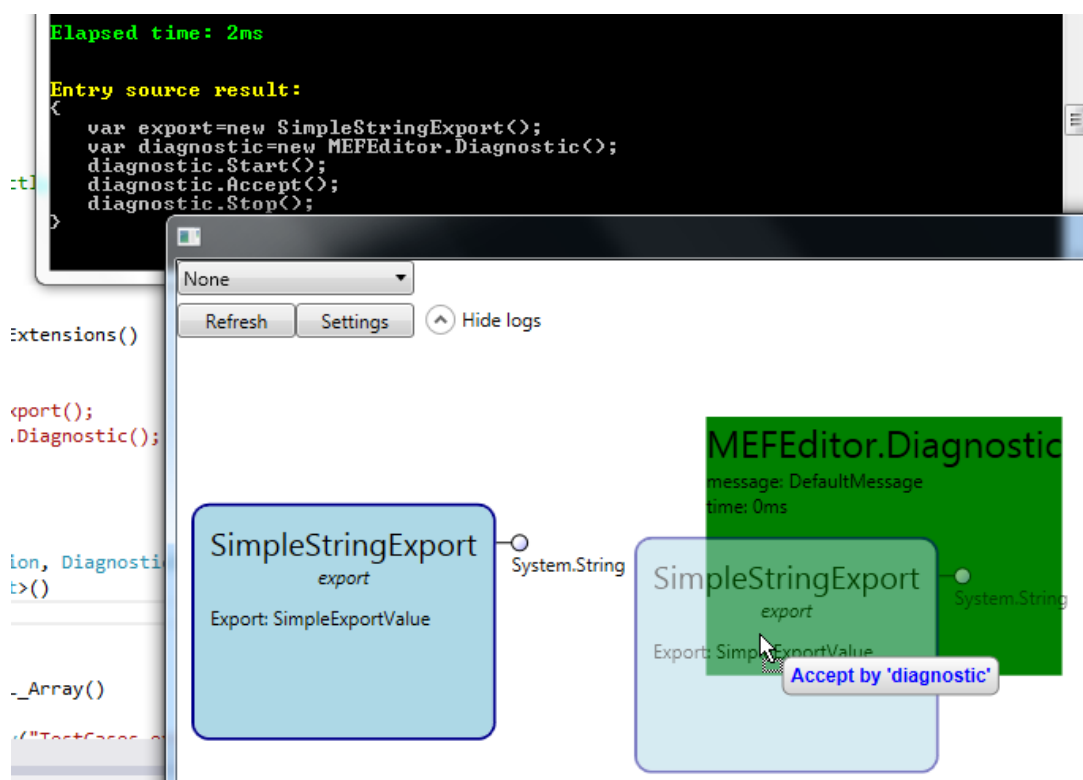 Elapsed time: 2ms
Entry source result:
{
var export=new SimpleStringExport();
var diagnostic=new MEFEditor.Diagnostic();
diagnostic.Start();
diagnostic.Accept();
diagnostic.Stop();
}
None
Refresh
Settings
Hide logs
Extensions()
xport();
.Diagnostic();
ion, Diagnosti
t>()
_Array()
MEFEditor.Diagnostic
message: DefaultMessage
time: 0ms
SimpleStringExport
export
Export: SimpleExportValue
System.String
SimpleStringExport
export
Export: SimpleExportValue
System.String
Accept by 'diagnostic'